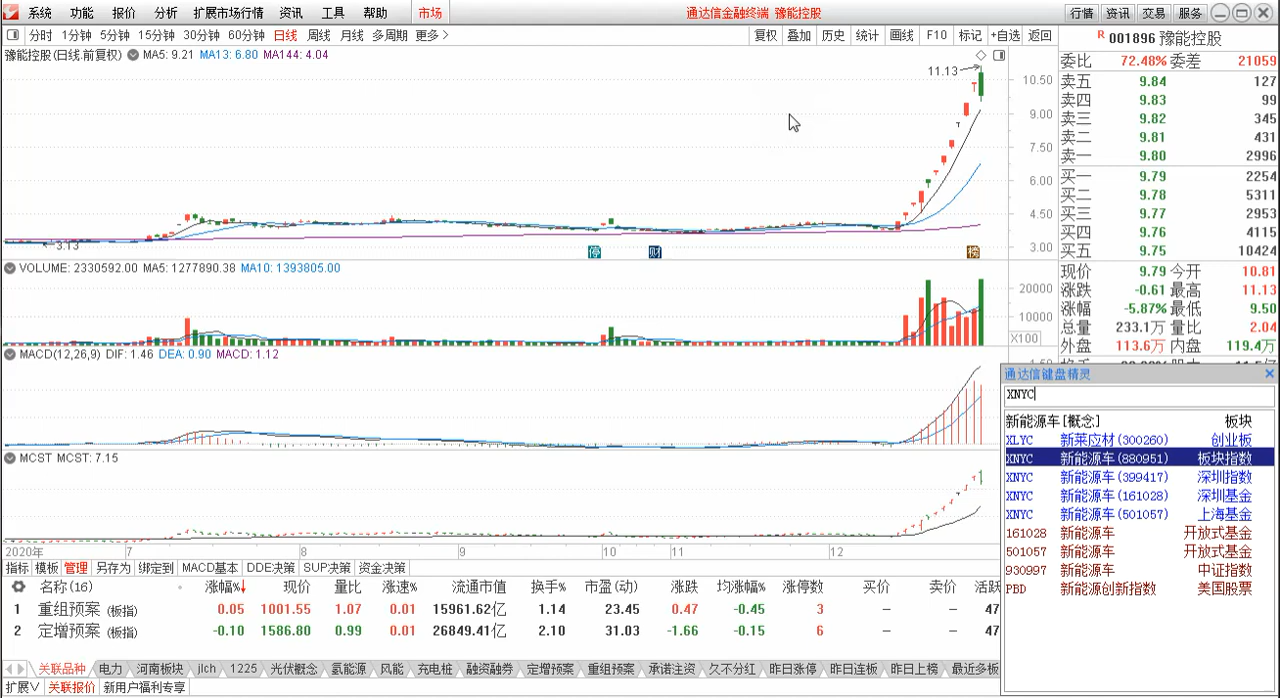 系统 功能 报价 分析 扩展市场行情 资讯 工具 帮助 市场 通达信金融终端 豫能控股 行情 资讯 交易 服务
分时 1分钟 5分钟 15分钟 30分钟 60分钟 日线 周线 月线 多周期 更多> 复权 叠加 历史 统计 画线 F10 标记 +自选 返回
豫能控股(日线.前复权) MA5: 9.21 MA13: 6.80 MA144: 4.04
11.13
10.50
9.00
7.50
6.00
4.50
3.00
3.13
停 财 榜
VOLUME: 2330592.00 MA5: 1277890.38 MA10: 1393805.00
20000
10000
X100
MACD(12,26,9) DIF: 1.46 DEA: 0.90 MACD: 1.12
MCST MCST: 7.15
2020年 7 8 9 10 11 12
R 001896 豫能控股
委比 72.48% 委差 21059
卖五 9.84 127
卖四 9.83 99
卖三 9.82 345
卖二 9.81 431
卖一 9.80 2996
买一 9.79 2254
买二 9.78 5311
买三 9.77 2953
买四 9.76 4115
买五 9.75 10424
现价 9.79 今开 10.81
涨跌 -0.61 最高 11.13
涨幅 -5.87% 最低 9.50
总量 233.1万 量比 2.04
外盘 113.6万 内盘 119.4万
通达信键盘精灵
XNYC
新能源车[概念] 板块
XLYC 新莱应材(300260) 创业板
XNYC 新能源车(880951) 板块指数
XNYC 新能源车(399417) 深圳指数
XNYC 新能源车(161028) 深圳基金
XNYC 新能源车(501057) 上海基金
161028 新能源车 开放式基金
501057 新能源车 开放式基金
930997 新能源车 中证指数
PBD 新能源创新指数 美国股票
指标 模板 管理 另存为 绑定到 MACD基本 DDE决策 SUP决策 资金决策
名称(16) 涨幅%↓ 现价 量比 涨速% 流通市值 换手% 市盈(动) 涨跌 均涨幅% 涨停数 买价 卖价 活跃
1 重组预案 (板指) 0.05 1001.55 1.07 0.01 15961.62亿 1.14 23.45 0.47 -0.45 3 – – 47
2 定增预案 (板指) -0.10 1586.80 0.99 0.01 26849.41亿 2.10 31.03 -1.66 -0.15 6 – – 47
关联品种 电力 河南板块 jlch 1225 光伏概念 氢能源 风能 充电桩 融资融券 定增预案 重组预案 承诺注资 欠不分红 昨日涨停 昨日连板 昨日上榜 最近多板
扩展∨ 关联报价 新用户福利专享